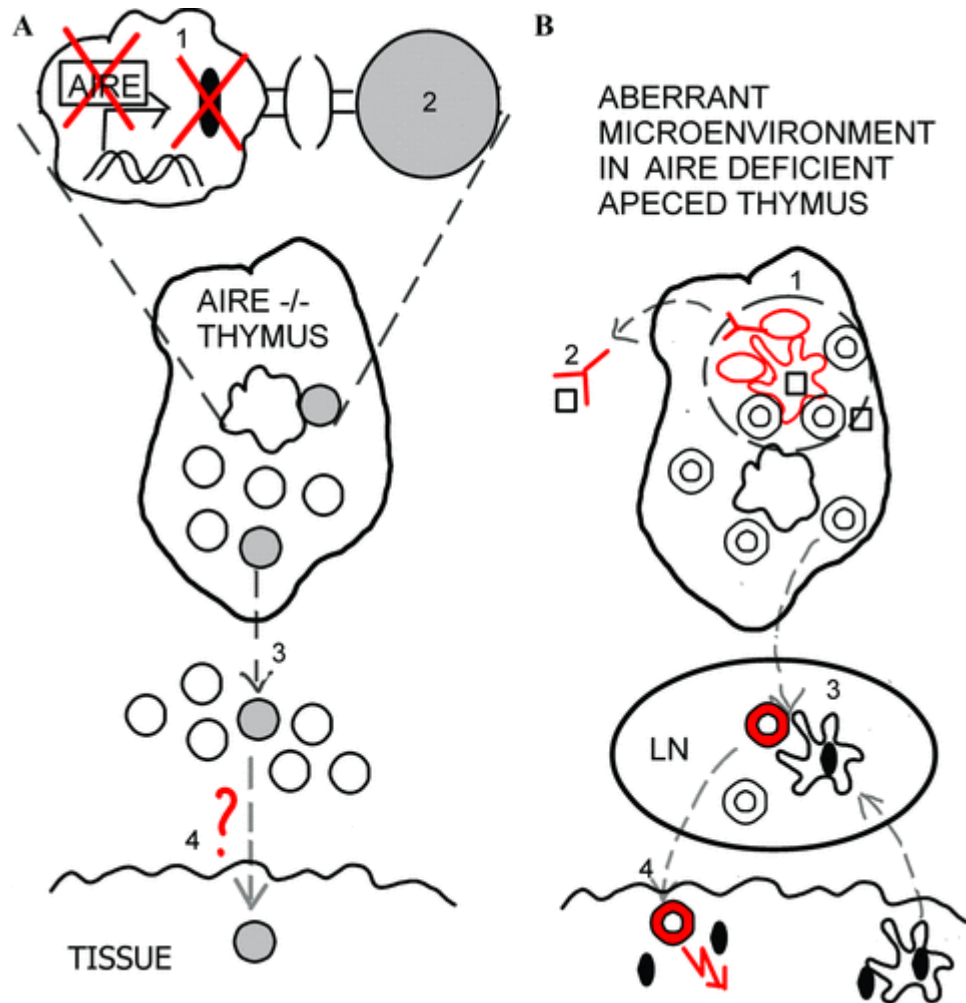 A
1
AIRE
2
AIRE -/-
THYMUS
3
?
4
TISSUE
B
ABERRANT
MICROENVIRONMENT
IN AIRE DEFICIENT
APECED THYMUS
1
2
3
LN
4